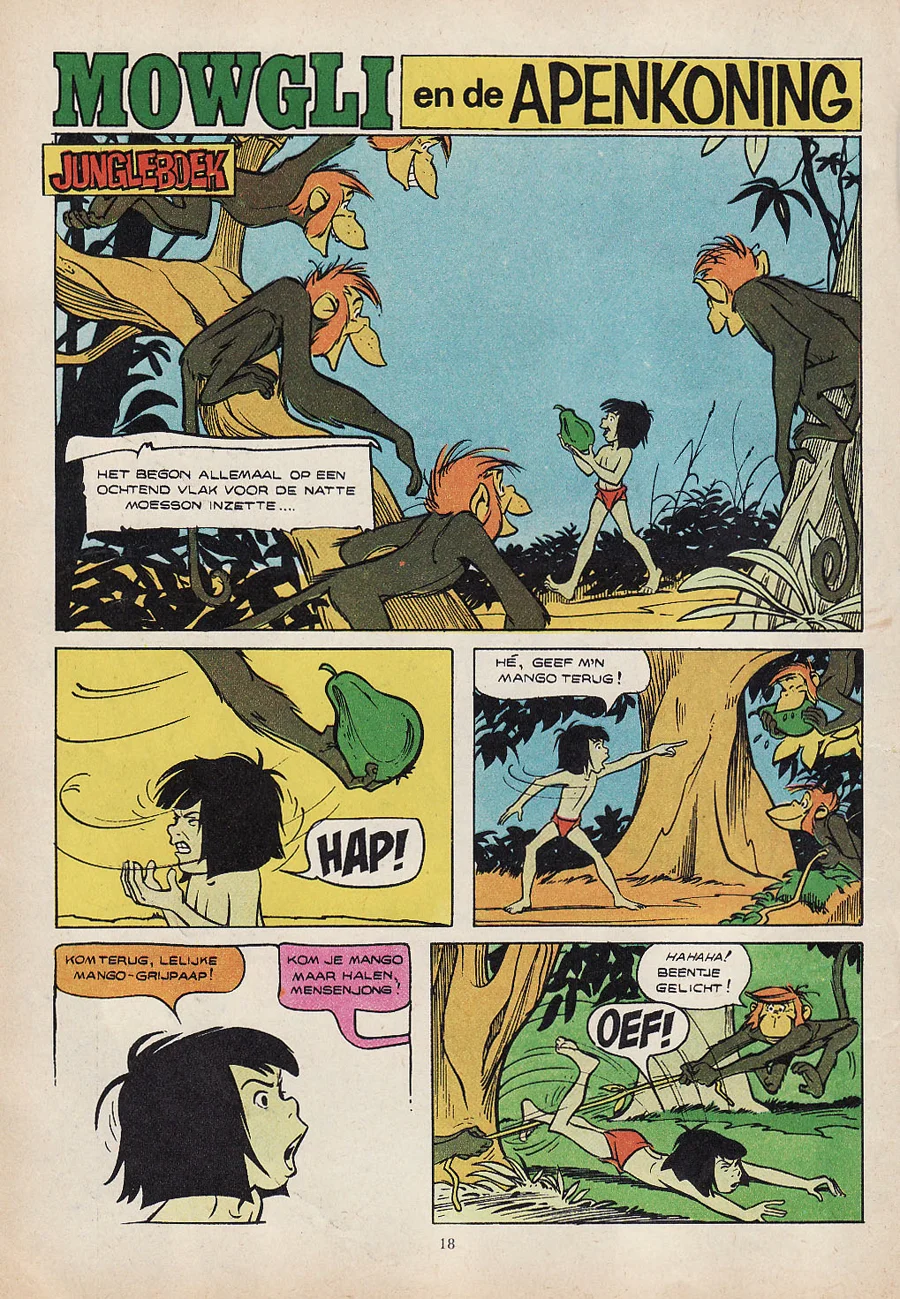 MOWGLI en de APENKONING
JUNGLEBOEK
HET BEGON ALLEMAAL OP EEN
OCHTEND VLAK VOOR DE NATTE
MOESSON INZETTE....
HAP!
HÉ, GEEF M'N
MANGO TERUG!
KOM TERUG, LELIJKE
MANGO-GRIJPAAP!
KOM JE MANGO
MAAR HALEN,
MENSENJONG!
HAHAHA!
BEENTJE
GELICHT!
OEF!
18